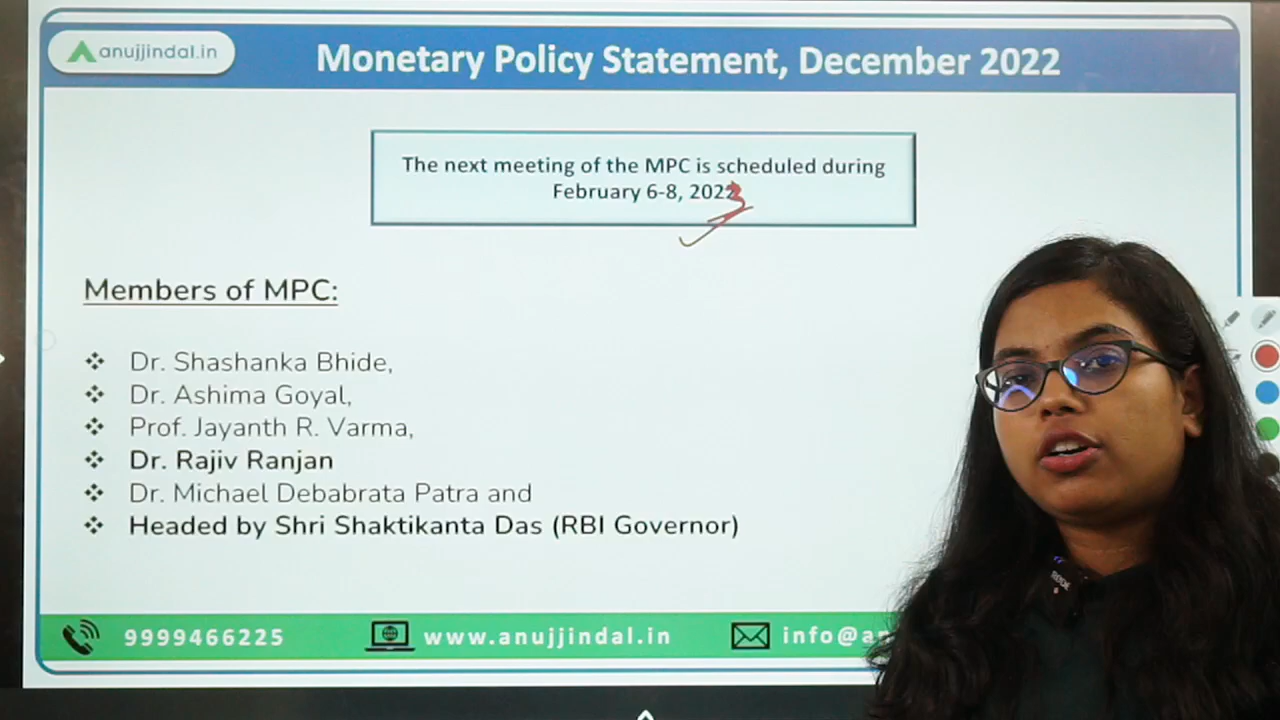 anujjindal.in
Monetary Policy Statement, December 2022
The next meeting of the MPC is scheduled during
February 6-8, 2023
Members of MPC:
❖ Dr. Shashanka Bhide,
❖ Dr. Ashima Goyal,
❖ Prof. Jayanth R. Varma,
❖ Dr. Rajiv Ranjan
❖ Dr. Michael Debabrata Patra and
❖ Headed by Shri Shaktikanta Das (RBI Governor)
9999466225 www.anujjindal.in info@an